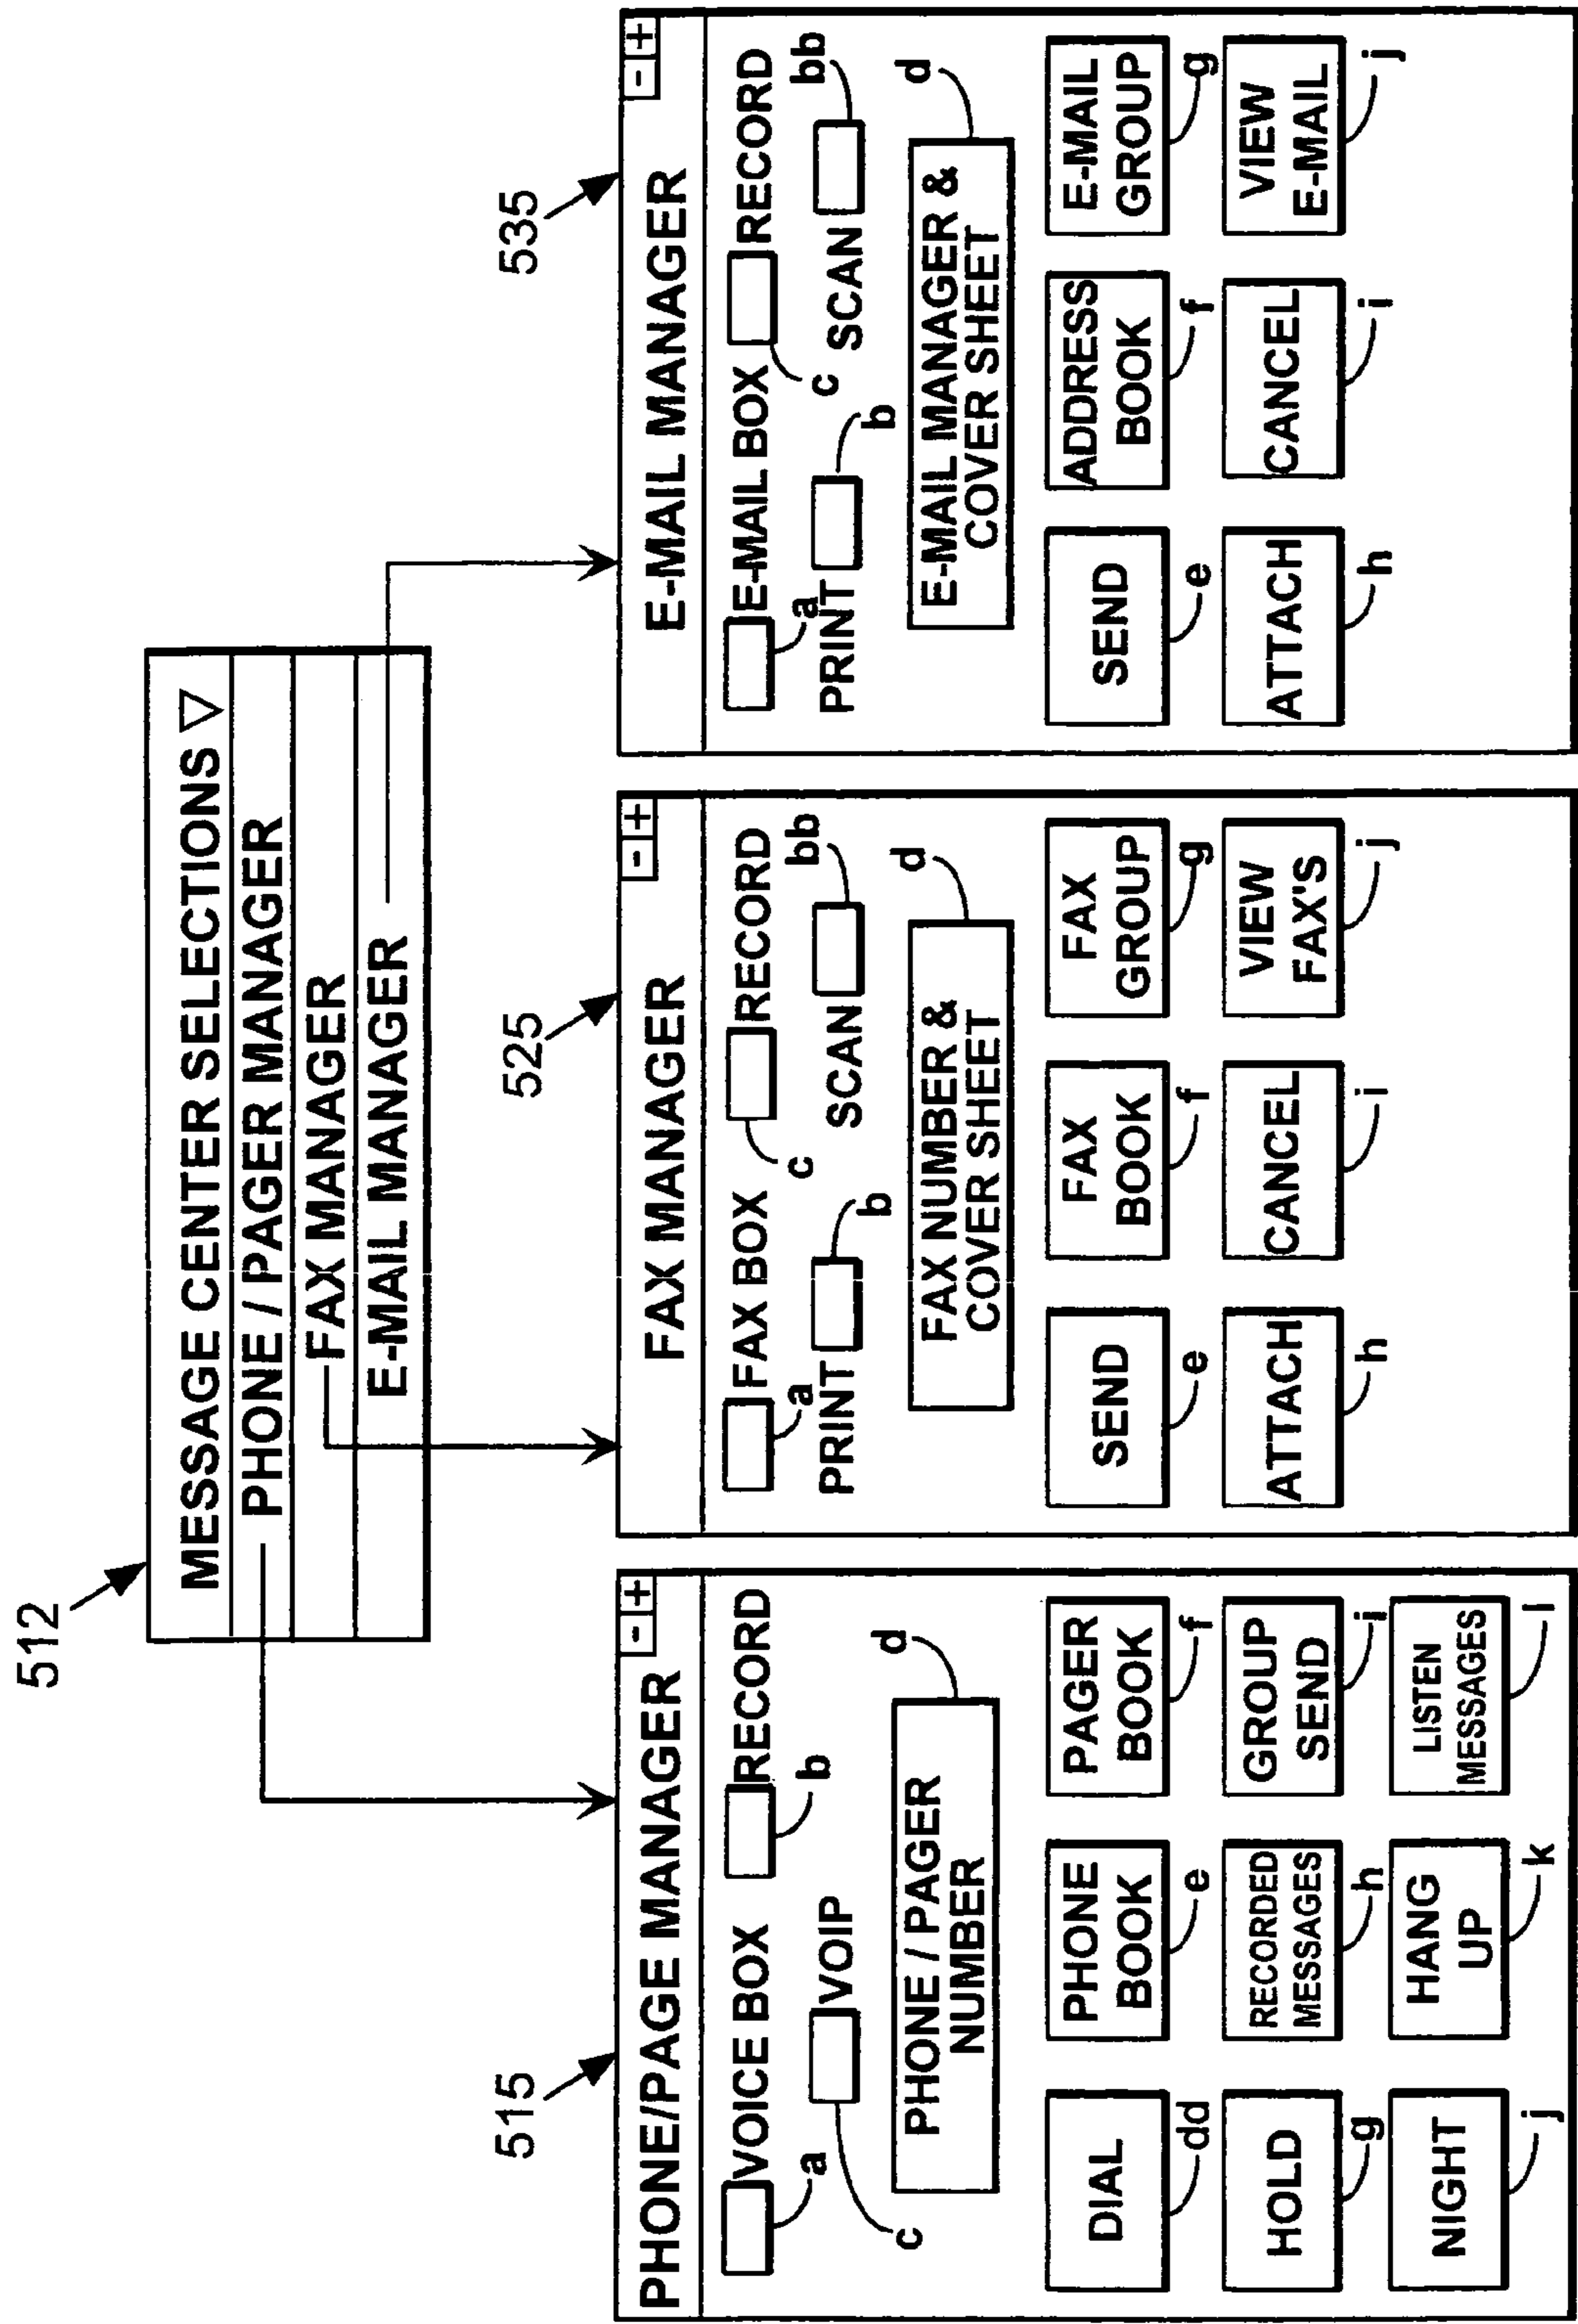 512
MESSAGE CENTER SELECTIONS ▽
PHONE / PAGER MANAGER
FAX MANAGER
E-MAIL MANAGER
515
PHONE/PAGE MANAGER
- +
VOICE BOX
RECORD
a
b
VOIP
c
d
PHONE / PAGER
NUMBER
DIAL
dd
PHONE
BOOK
e
PAGER
BOOK
f
HOLD
g
RECORDED
MESSAGES
h
GROUP
SEND
i
NIGHT
j
HANG
UP
k
LISTEN
MESSAGES
l
525
- +
FAX MANAGER
FAX BOX
RECORD
a
c
PRINT
b
SCAN
bb
d
FAX NUMBER &
COVER SHEET
SEND
e
FAX
BOOK
f
FAX
GROUP
g
ATTACH
h
CANCEL
i
VIEW
FAX'S
j
535
- +
E-MAIL MANAGER
E-MAIL BOX
RECORD
a
c
PRINT
b
SCAN
bb
d
E-MAIL MANAGER &
COVER SHEET
SEND
e
ADDRESS
BOOK
f
E-MAIL
GROUP
g
ATTACH
h
CANCEL
i
VIEW
E-MAIL
j